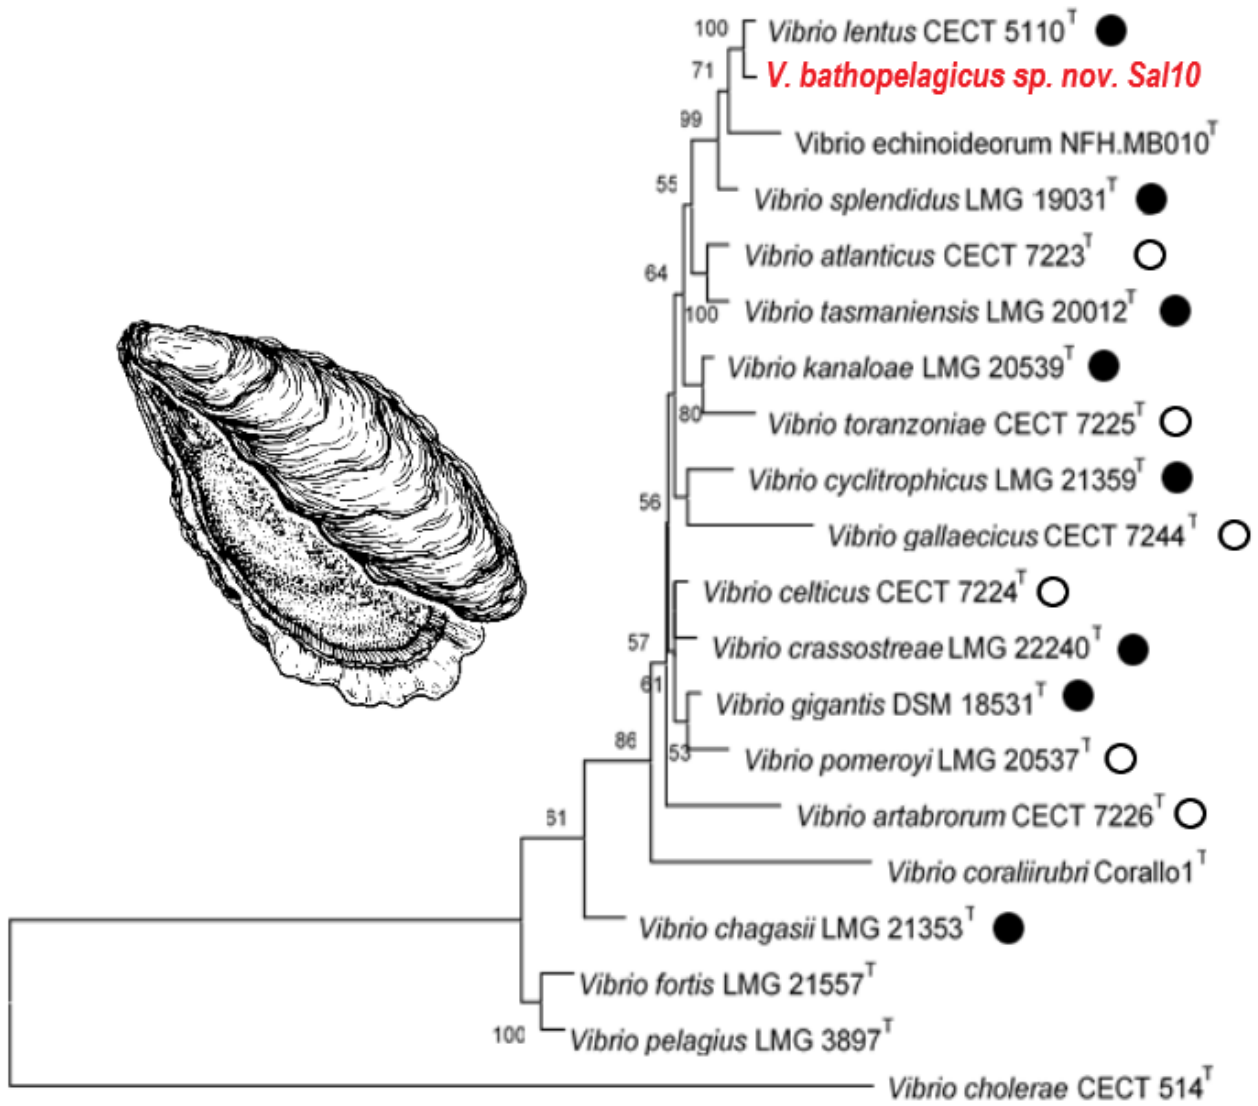 100
Vibrio lentus CECT 5110T
71
V. bathopelagicus sp. nov. Sal10
99
Vibrio echinoideorum NFH.MB010T
55
Vibrio splendidus LMG 19031T
Vibrio atlanticus CECT 7223T
64
100
Vibrio tasmaniensis LMG 20012T
Vibrio kanaloae LMG 20539T
80
Vibrio toranzoniae CECT 7225T
Vibrio cyclitrophicus LMG 21359T
56
Vibrio gallaecicus CECT 7244T
Vibrio celticus CECT 7224T
57
Vibrio crassostreae LMG 22240T
61
Vibrio gigantis DSM 18531T
86
53
Vibrio pomeroyi LMG 20537T
61
Vibrio artabrorum CECT 7226T
Vibrio coraliirubri Corallo1T
Vibrio chagasii LMG 21353T
Vibrio fortis LMG 21557T
100
Vibrio pelagius LMG 3897T
Vibrio cholerae CECT 514T